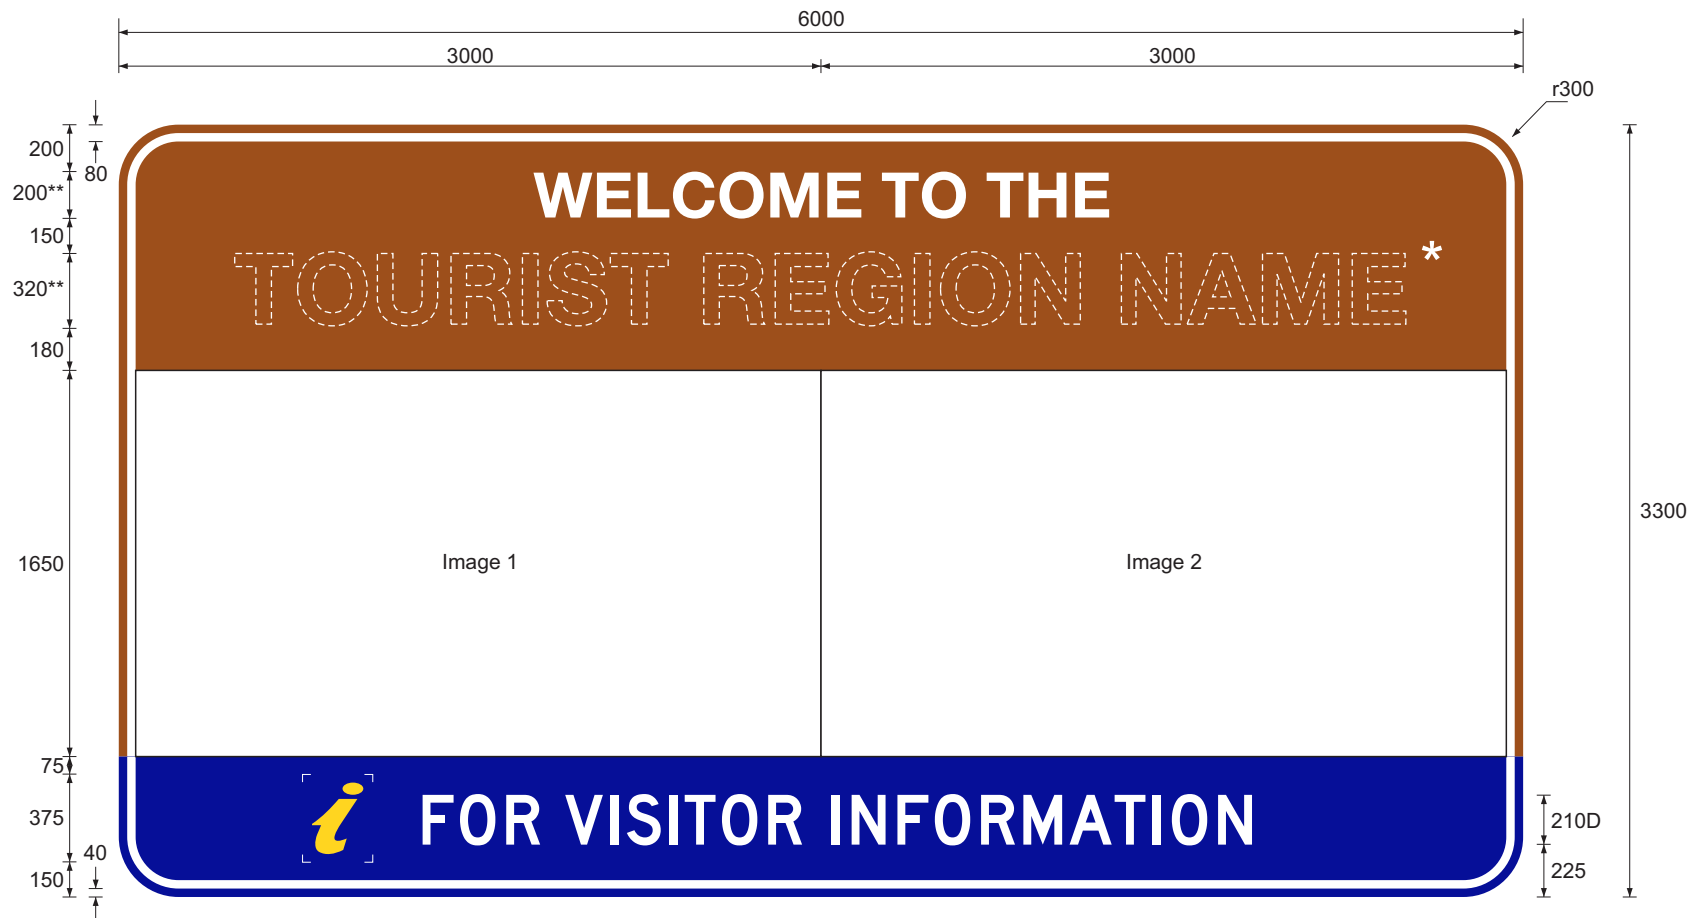 6000
3000 3000
r300
200
80
WELCOME TO THE
200**
150
TOURIST REGION NAME*
320**
180
1650
Image 1 Image 2
3300
75
375
i FOR VISITOR INFORMATION
210D
40
150
225